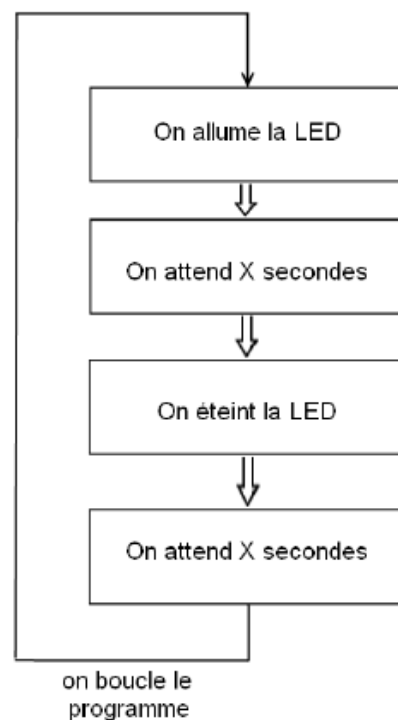 On allume la LED
On attend X secondes
On éteint la LED
On attend X secondes
on boucle le
programme